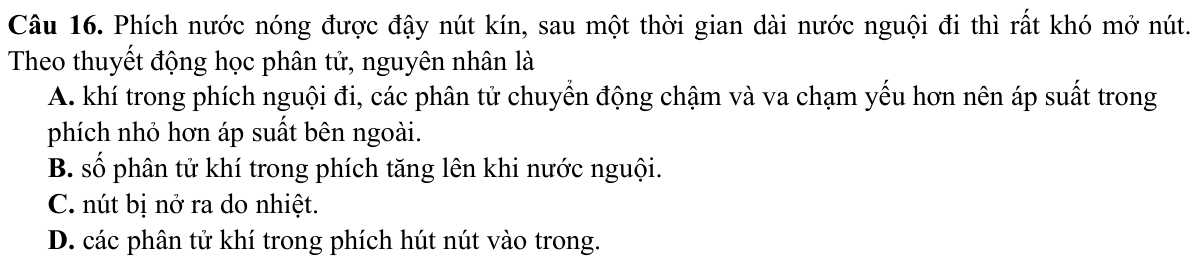 Câu 16. Phích nước nóng được đậy nút kín, sau một thời gian dài nước nguội đi thì rất khó mở nút.
Theo thuyết động học phân tử, nguyên nhân là
A. khí trong phích nguội đi, các phân tử chuyển động chậm và va chạm yếu hơn nên áp suất trong
phích nhỏ hơn áp suất bên ngoài.
B. số phân tử khí trong phích tăng lên khi nước nguội.
C. nút bị nở ra do nhiệt.
D. các phân tử khí trong phích hút nút vào trong.